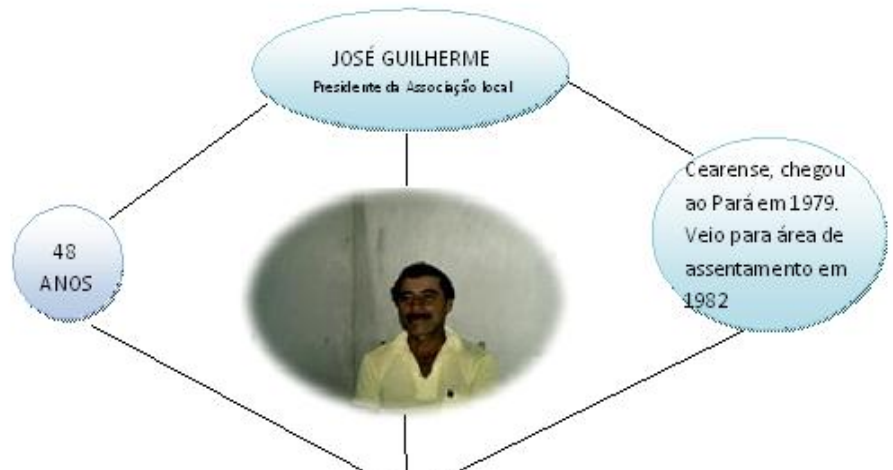 JOSÉ GUILHERME
Presidente da Associação local
48
ANOS
Cearense, chegou
ao Pará em 1979.
Veio para área de
assentamento em
1982